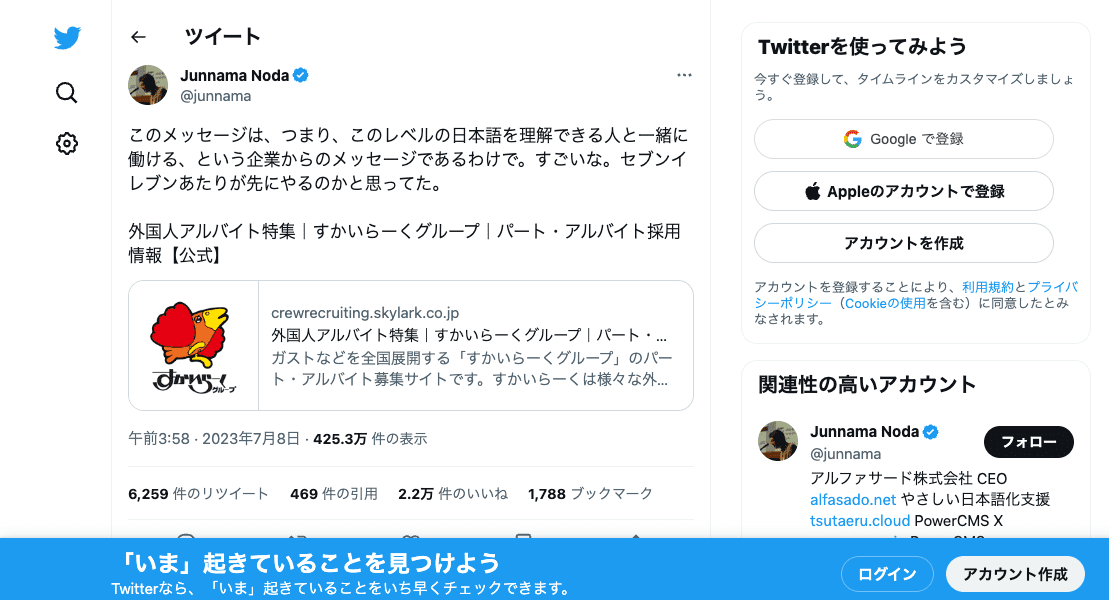 ツイート
Junnama Noda
@junnama
このメッセージは、つまり、このレベルの日本語を理解できる人と一緒に
働ける、という企業からのメッセージであるわけで。すごいな。セブンイ
レブンあたりが先にやるのかと思ってた。
外国人アルバイト特集｜すかいらーくグループ｜パート・アルバイト採用
情報【公式】
すかいらーく
グループ
crewrecruiting.skylark.co.jp
外国人アルバイト特集｜すかいらーくグループ｜パート・...
ガストなどを全国展開する「すかいらーくグループ」のパー
ト・アルバイト募集サイトです。すかいらーくは様々な外...
午前3:58 · 2023年7月8日 · 425.3万 件の表示
6,259 件のリツイート 469 件の引用 2.2万 件のいいね 1,788 ブックマーク
Twitterを使ってみよう
今すぐ登録して、タイムラインをカスタマイズしましょ
う。
Google で登録
Appleのアカウントで登録
アカウントを作成
アカウントを登録することにより、利用規約とプライバ
シーポリシー（Cookieの使用を含む）に同意したとみ
なされます。
関連性の高いアカウント
Junnama Noda
@junnama
フォロー
アルファサード株式会社 CEO
alfasado.net やさしい日本語化支援
tsutaeru.cloud PowerCMS X
「いま」起きていることを見つけよう
Twitterなら、「いま」起きていることをいち早くチェックできます。
ログイン
アカウント作成